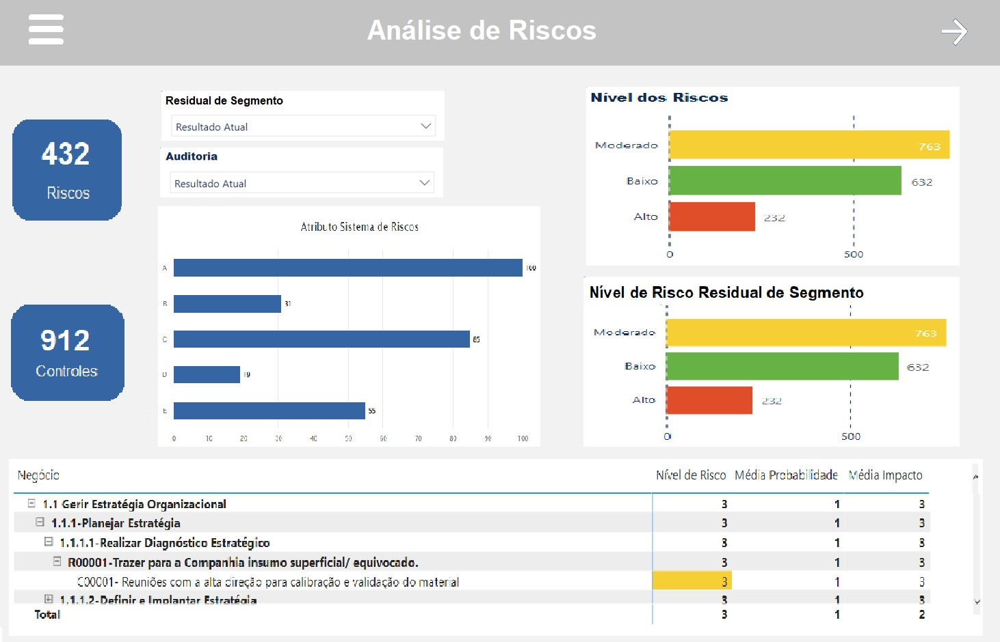 Análise de Riscos
432
Riscos
912
Controles
Residual de Segmento
Resultado Atual
Auditoria
Resultado Atual
Atributo Sistema de Riscos
A 100
B 31
C 85
D 19
E 55
0 10 20 30 40 50 60 70 80 90 100
Nível dos Riscos
Moderado 763
Baixo 632
Alto 232
0 500
Nível de Risco Residual de Segmento
Moderado 763
Baixo 632
Alto 232
0 500
Negócio Nível de Risco Média Probabilidade Média Impacto
1.1 Gerir Estratégia Organizacional 3 1 3
1.1.1-Planejar Estratégia 3 1 3
1.1.1.1-Realizar Diagnóstico Estratégico 3 1 3
R00001-Trazer para a Companhia insumo superficial/ equivocado. 3 1 3
C00001- Reuniões com a alta direção para calibração e validação do material 3 1 3
1.1.1.2-Definir e Implantar Estratégia 3 1 3
Total 3 1 2